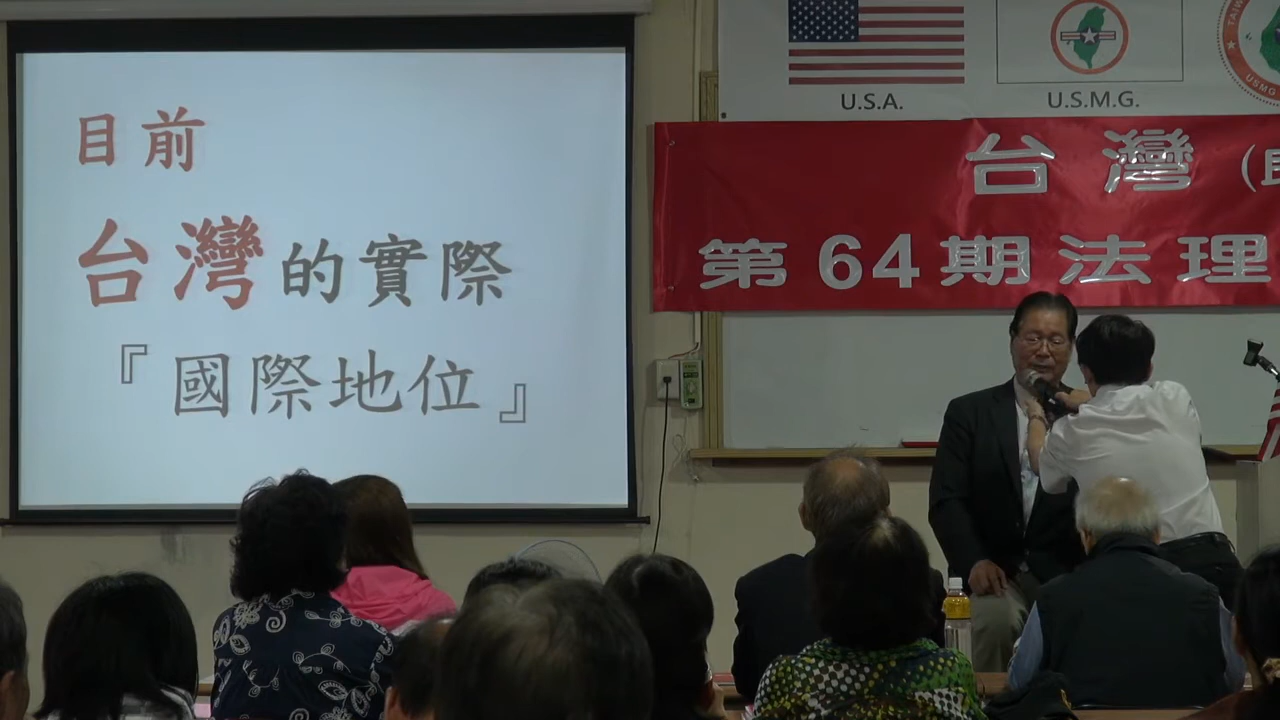 目前
台灣的實際
『國際地位』
U.S.A.
U.S.M.G.
台灣
第64期法理